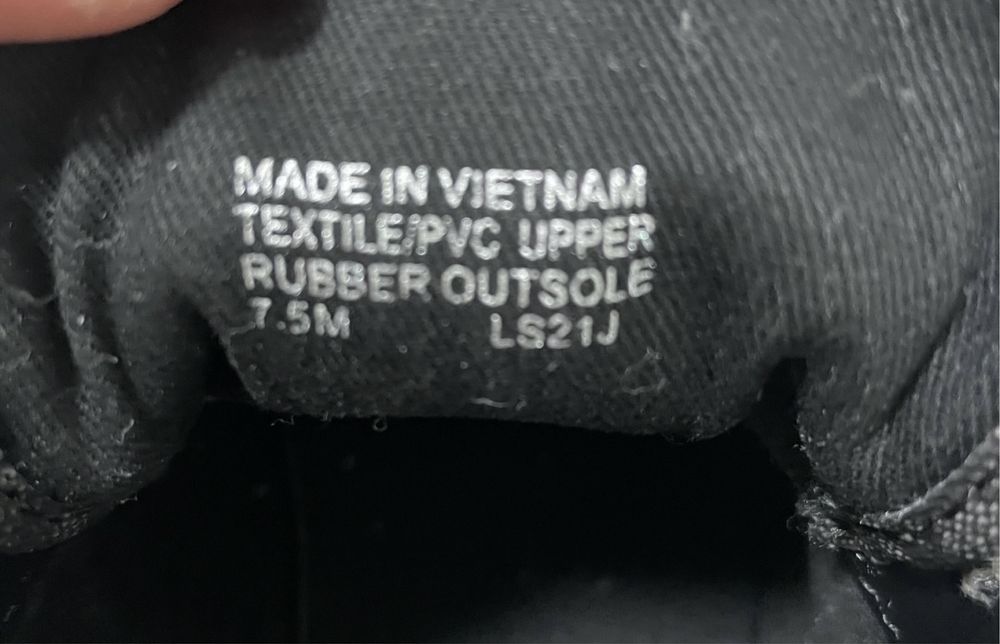 MADE IN VIETNAM
TEXTILE/PVC UPPER
RUBBER OUTSOLE
7.5M LS21J